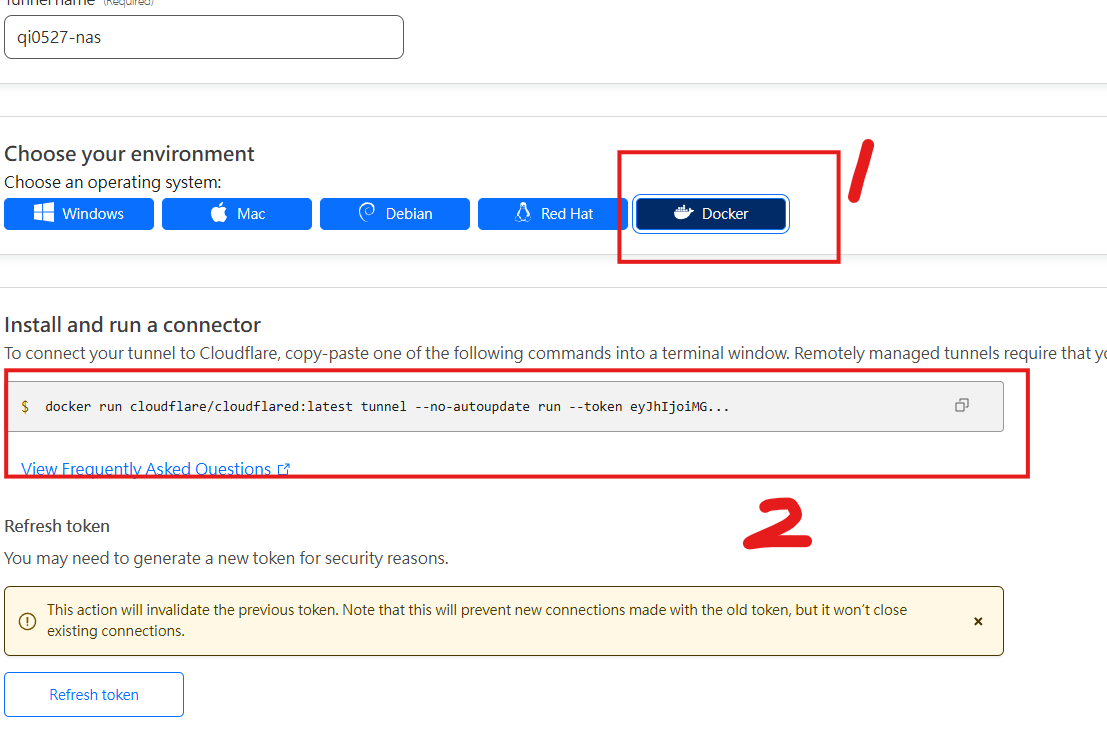 Tunnel name (Required)
qi0527-nas
Choose your environment
Choose an operating system:
Windows Mac Debian Red Hat Docker
1
Install and run a connector
To connect your tunnel to Cloudflare, copy-paste one of the following commands into a terminal window. Remotely managed tunnels require that
$ docker run cloudflare/cloudflared:latest tunnel --no-autoupdate run --token eyJhIjoiMG...
View Frequently Asked Questions
2
Refresh token
You may need to generate a new token for security reasons.
This action will invalidate the previous token. Note that this will prevent new connections made with the old token, but it won’t close
existing connections.
Refresh token